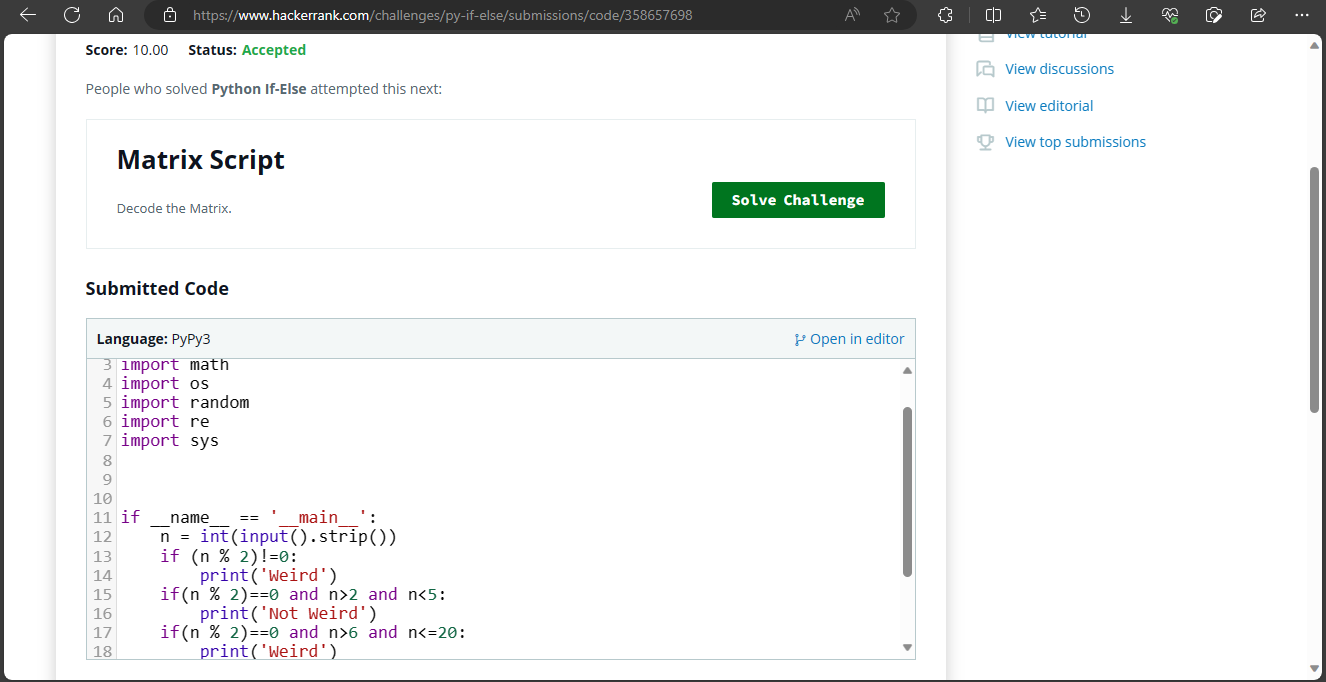 https://www.hackerrank.com/challenges/py-if-else/submissions/code/358657698
Score: 10.00 Status: Accepted
People who solved Python If-Else attempted this next:
Matrix Script
Decode the Matrix.
Solve Challenge
Submitted Code
Language: PyPy3
Open in editor
3 import math
4 import os
5 import random
6 import re
7 import sys
8
9
10
11 if __name__ == '__main__':
12     n = int(input().strip())
13     if (n % 2)!=0:
14         print('Weird')
15     if(n % 2)==0 and n>2 and n<5:
16         print('Not Weird')
17     if(n % 2)==0 and n>6 and n<=20:
18         print('Weird')
View tutorial
View discussions
View editorial
View top submissions